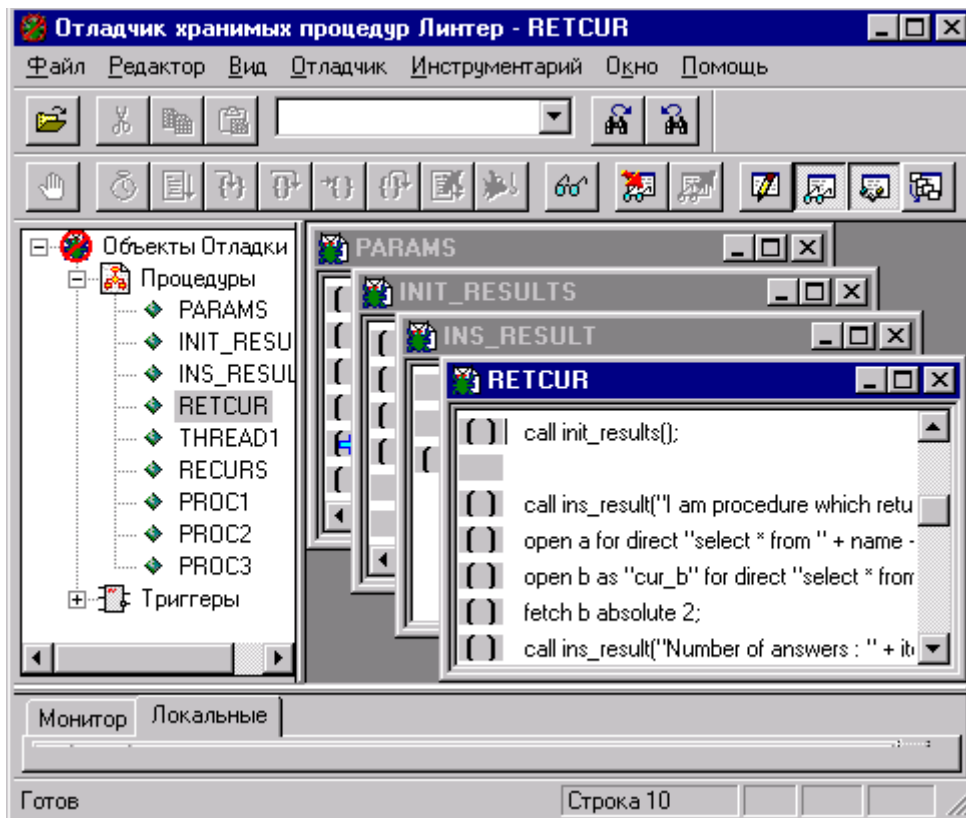 Отладчик хранимых процедур Линтер - RETCUR
Файл Редактор Вид Отладчик Инструментарий Окно Помощь
Объекты Отладки
Процедуры
PARAMS
INIT_RESU
INS_RESUL
RETCUR
THREAD1
RECURS
PROC1
PROC2
PROC3
Триггеры
PARAMS
INIT_RESULTS
INS_RESULT
RETCUR
call init_results();
call ins_result("I am procedure which retu
open a for direct "select * from " + name -
open b as "cur_b" for direct "select * from
fetch b absolute 2;
call ins_result("Number of answers : " + it
Монитор Локальные
Готов Строка 10